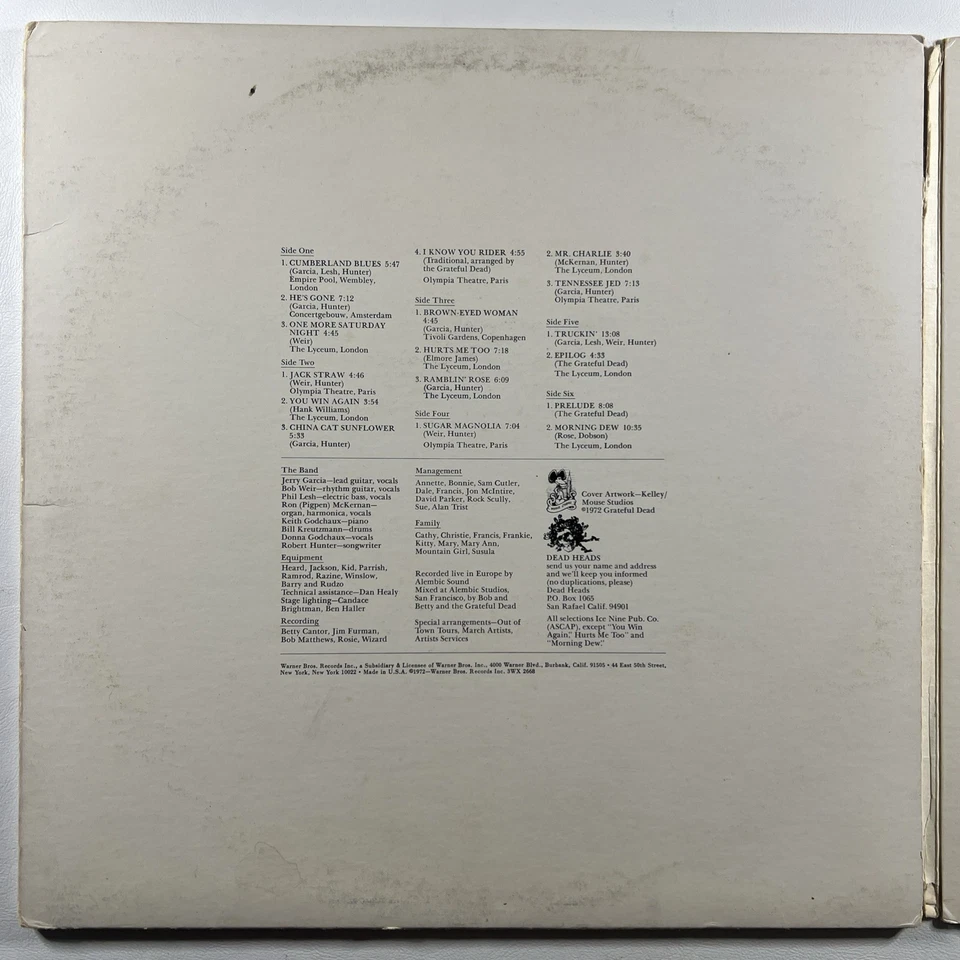 Side One
1. CUMBERLAND BLUES 5:47
(Garcia, Lesh, Hunter)
Empire Pool, Wembley,
London
2. HE'S GONE 7:12
(Garcia, Hunter)
Concertgebouw, Amsterdam
3. ONE MORE SATURDAY
NIGHT 4:45
(Weir)
The Lyceum, London
Side Two
1. JACK STRAW 4:46
(Weir, Hunter)
Olympia Theatre, Paris
2. YOU WIN AGAIN 3:54
(Hank Williams)
The Lyceum, London
3. CHINA CAT SUNFLOWER
5:33
(Garcia, Hunter)
4. I KNOW YOU RIDER 4:55
(Traditional, arranged by
the Grateful Dead)
Olympia Theatre, Paris
Side Three
1. BROWN-EYED WOMAN
4:45
(Garcia, Hunter)
Tivoli Gardens, Copenhagen
2. HURTS ME TOO 7:18
(Elmore James)
The Lyceum, London
3. RAMBLIN' ROSE 6:09
(Garcia, Hunter)
The Lyceum, London
Side Four
1. SUGAR MAGNOLIA 7:04
(Weir, Hunter)
Olympia Theatre, Paris
2. MR. CHARLIE 3:40
(McKernan, Hunter)
The Lyceum, London
3. TENNESSEE JED 7:13
(Garcia, Hunter)
Olympia Theatre, Paris
Side Five
1. TRUCKIN' 13:08
(Garcia, Lesh, Weir, Hunter)
2. EPILOG 4:33
(The Grateful Dead)
The Lyceum, London
Side Six
1. PRELUDE 8:08
(The Grateful Dead)
2. MORNING DEW 10:35
(Rose, Dobson)
The Lyceum, London
The Band
Jerry Garcia—lead guitar, vocals
Bob Weir—rhythm guitar, vocals
Phil Lesh—electric bass, vocals
Ron (Pigpen) McKernan—
organ, harmonica, vocals
Keith Godchaux—piano
Bill Kreutzmann—drums
Donna Godchaux—vocals
Robert Hunter—songwriter
Equipment
Heard, Jackson, Kid, Parrish,
Ramrod, Razine, Winslow,
Barry and Rudzo
Technical assistance—Dan Healy
Stage lighting—Candace
Brightman, Ben Haller
Recording
Betty Cantor, Jim Furman,
Bob Matthews, Rosie, Wizard
Management
Annette, Bonnie, Sam Cutler,
Dale, Francis, Jon McIntire,
David Parker, Rock Scully,
Sue, Alan Trist
Family
Cathy, Christie, Francis, Frankie,
Kitty, Mary, Mary Ann,
Mountain Girl, Susula
Recorded live in Europe by
Alembic Sound
Mixed at Alembic Studios,
San Francisco, by Bob and
Betty and the Grateful Dead
Special arrangements—Out of
Town Tours, March Artists,
Artists Services
Cover Artwork—Kelley/
Mouse Studios
©1972 Grateful Dead
DEAD HEADS
send us your name and address
and we'll keep you informed
(no duplications, please)
Dead Heads
P.O. Box 1065
San Rafael Calif. 94901
All selections Ice Nine Pub. Co.
(ASCAP), except "You Win
Again," Hurts Me Too" and
"Morning Dew."
Warner Bros. Records Inc., a Subsidiary & Licensee of Warner Bros. Inc., 4000 Warner Blvd., Burbank, Calif. 91505 • 44 East 50th Street,
New York, New York 10022 • Made in U.S.A. ℗1972—Warner Bros. Records Inc. 3WX 2668